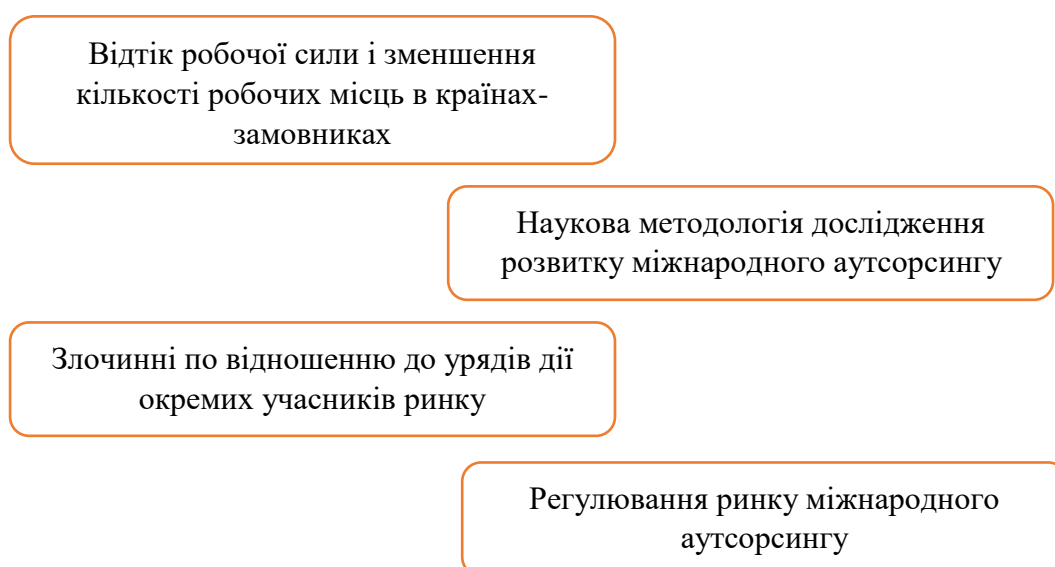 Відтік робочої сили і зменшення
кількості робочих місць в країнах-
замовниках
Наукова методологія дослідження
розвитку міжнародного аутсорсингу
Злочинні по відношенню до урядів дії
окремих учасників ринку
Регулювання ринку міжнародного
аутсорсингу